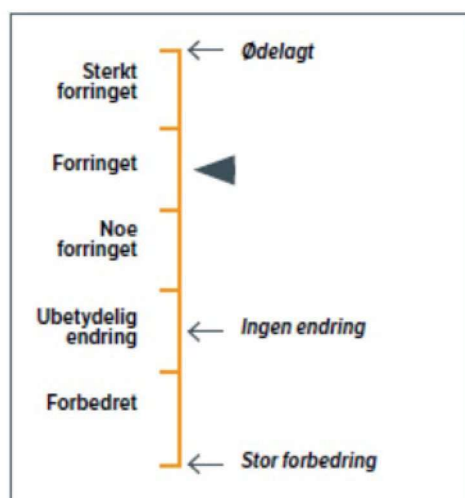 Ødelagt
Sterkt
forringet
Forringet
Noe
forringet
Ubetydelig
endring
Ingen endring
Forbedret
Stor forbedring